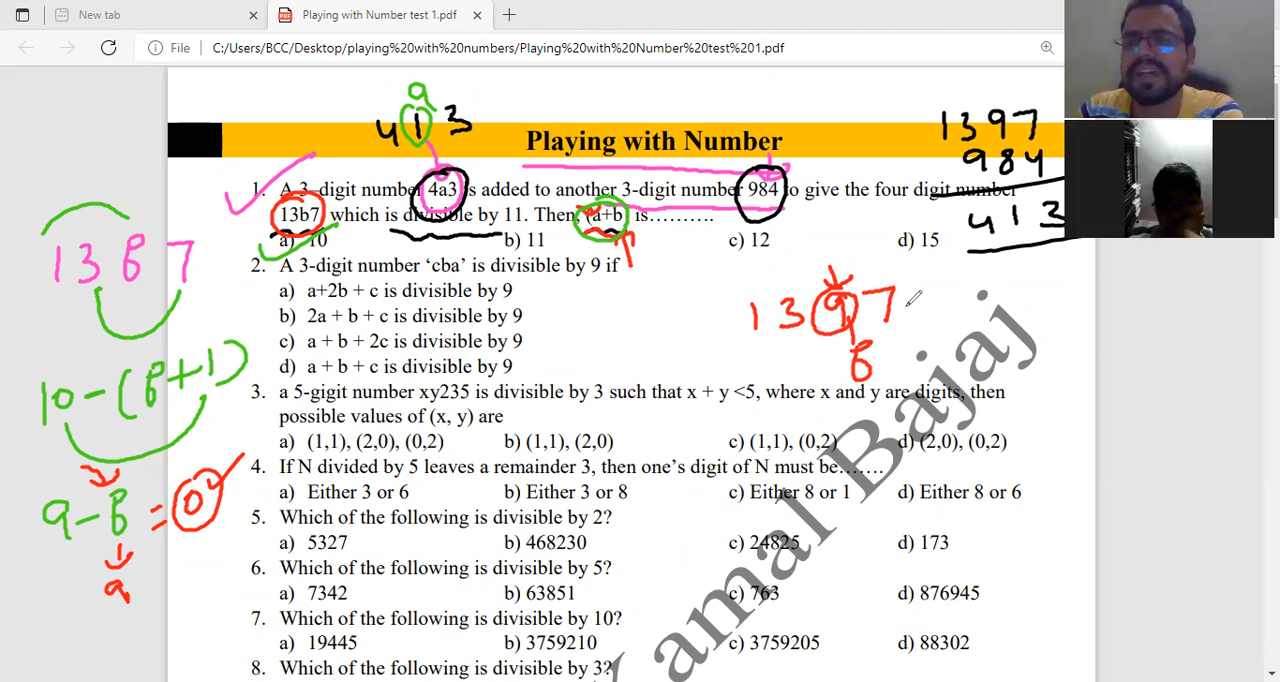 New tab
Playing with Number test 1.pdf
File
C:/Users/BCC/Desktop/playing%20with%20numbers/Playing%20with%20Number%20test%201.pdf
a
4 1 3
Playing with Number
1397
984
413
1. A 3-digit number 4a3 is added to another 3-digit number 984 to give the four digit number
13b7 which is divisible by 11. Then, (a+b) is………
a) 10 b) 11 c) 12 d) 15
2. A 3-digit number ‘cba’ is divisible by 9 if
a) a+2b + c is divisible by 9
b) 2a + b + c is divisible by 9
c) a + b + 2c is divisible by 9
d) a + b + c is divisible by 9
3. a 5-gigit number xy235 is divisible by 3 such that x + y <5, where x and y are digits, then
possible values of (x, y) are
a) (1,1), (2,0), (0,2) b) (1,1), (2,0) c) (1,1), (0,2) d) (2,0), (0,2)
4. If N divided by 5 leaves a remainder 3, then one’s digit of N must be…….
a) Either 3 or 6 b) Either 3 or 8 c) Either 8 or 1 d) Either 8 or 6
5. Which of the following is divisible by 2?
a) 5327 b) 468230 c) 24825 d) 173
6. Which of the following is divisible by 5?
a) 7342 b) 63851 c) 763 d) 876945
7. Which of the following is divisible by 10?
a) 19445 b) 3759210 c) 3759205 d) 88302
8. Which of the following is divisible by 3?
13b7
10-(b+1)
9-b=0
9
1397
b
Kamal Bajaj